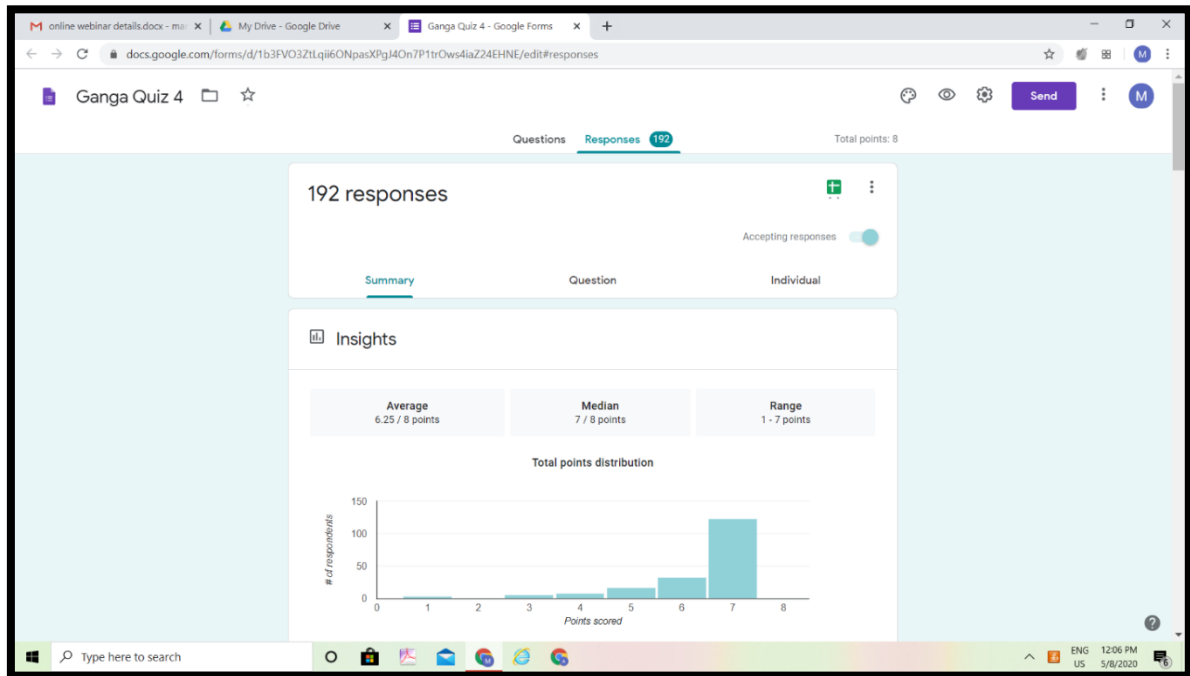 online webinar details.docx - ma
My Drive - Google Drive
Ganga Quiz 4 - Google Forms
docs.google.com/forms/d/1b3FVO3ZtLqii6ONpasXPgJ4On7P1trOws4iaZ24EHNE/edit#responses
M
Ganga Quiz 4
Send
M
Questions
Responses 192
Total points: 8
192 responses
Accepting responses
Summary
Question
Individual
Insights
Average
6.25 / 8 points
Median
7 / 8 points
Range
1 - 7 points
Total points distribution
# of respondents
150
100
50
0
0 1 2 3 4 5 6 7 8
Points scored
Type here to search
ENG
US
12:06 PM
5/8/2020
6